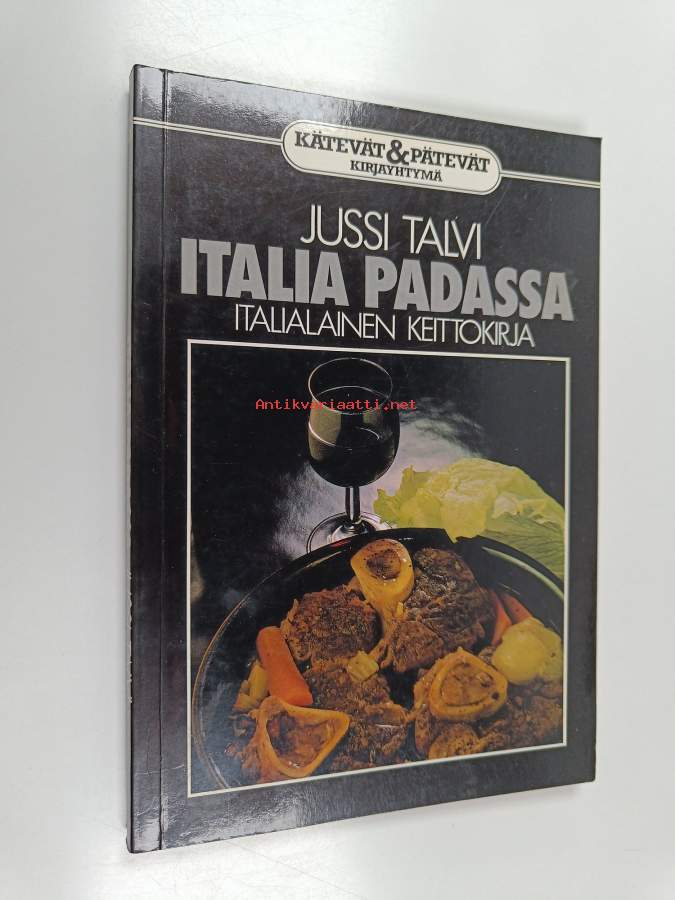 KÄTEVÄT & PÄTEVÄT
KIRJAYHTYMÄ
JUSSI TALVI
ITALIA PADASSA
ITALIALAINEN KEITTOKIRJA
Antikvariaatti.net